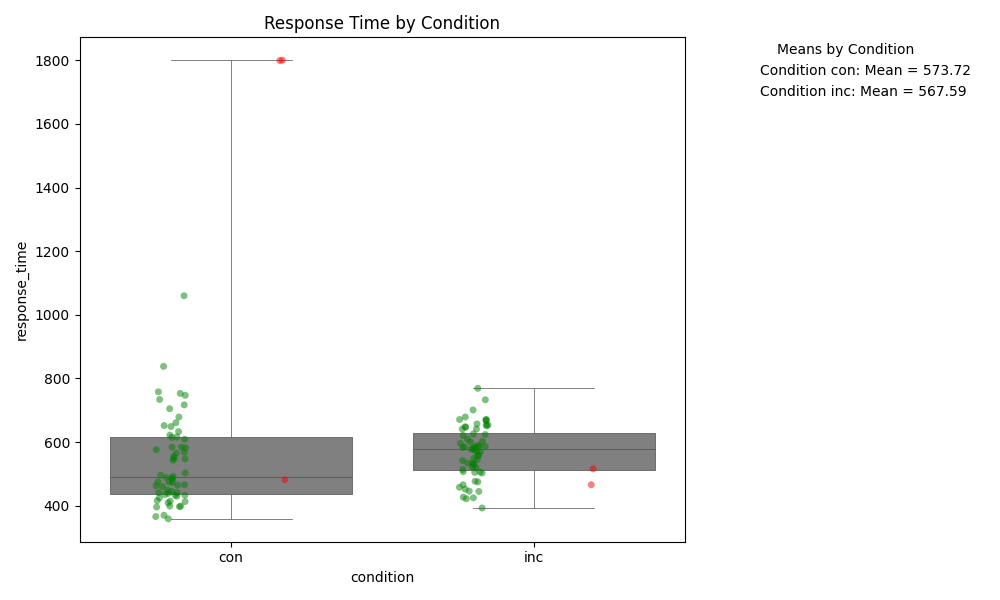 Response Time by Condition
Means by Condition
Condition con: Mean = 573.72
Condition inc: Mean = 567.59
response_time
1800
1600
1400
1200
1000
800
600
400
con
inc
condition